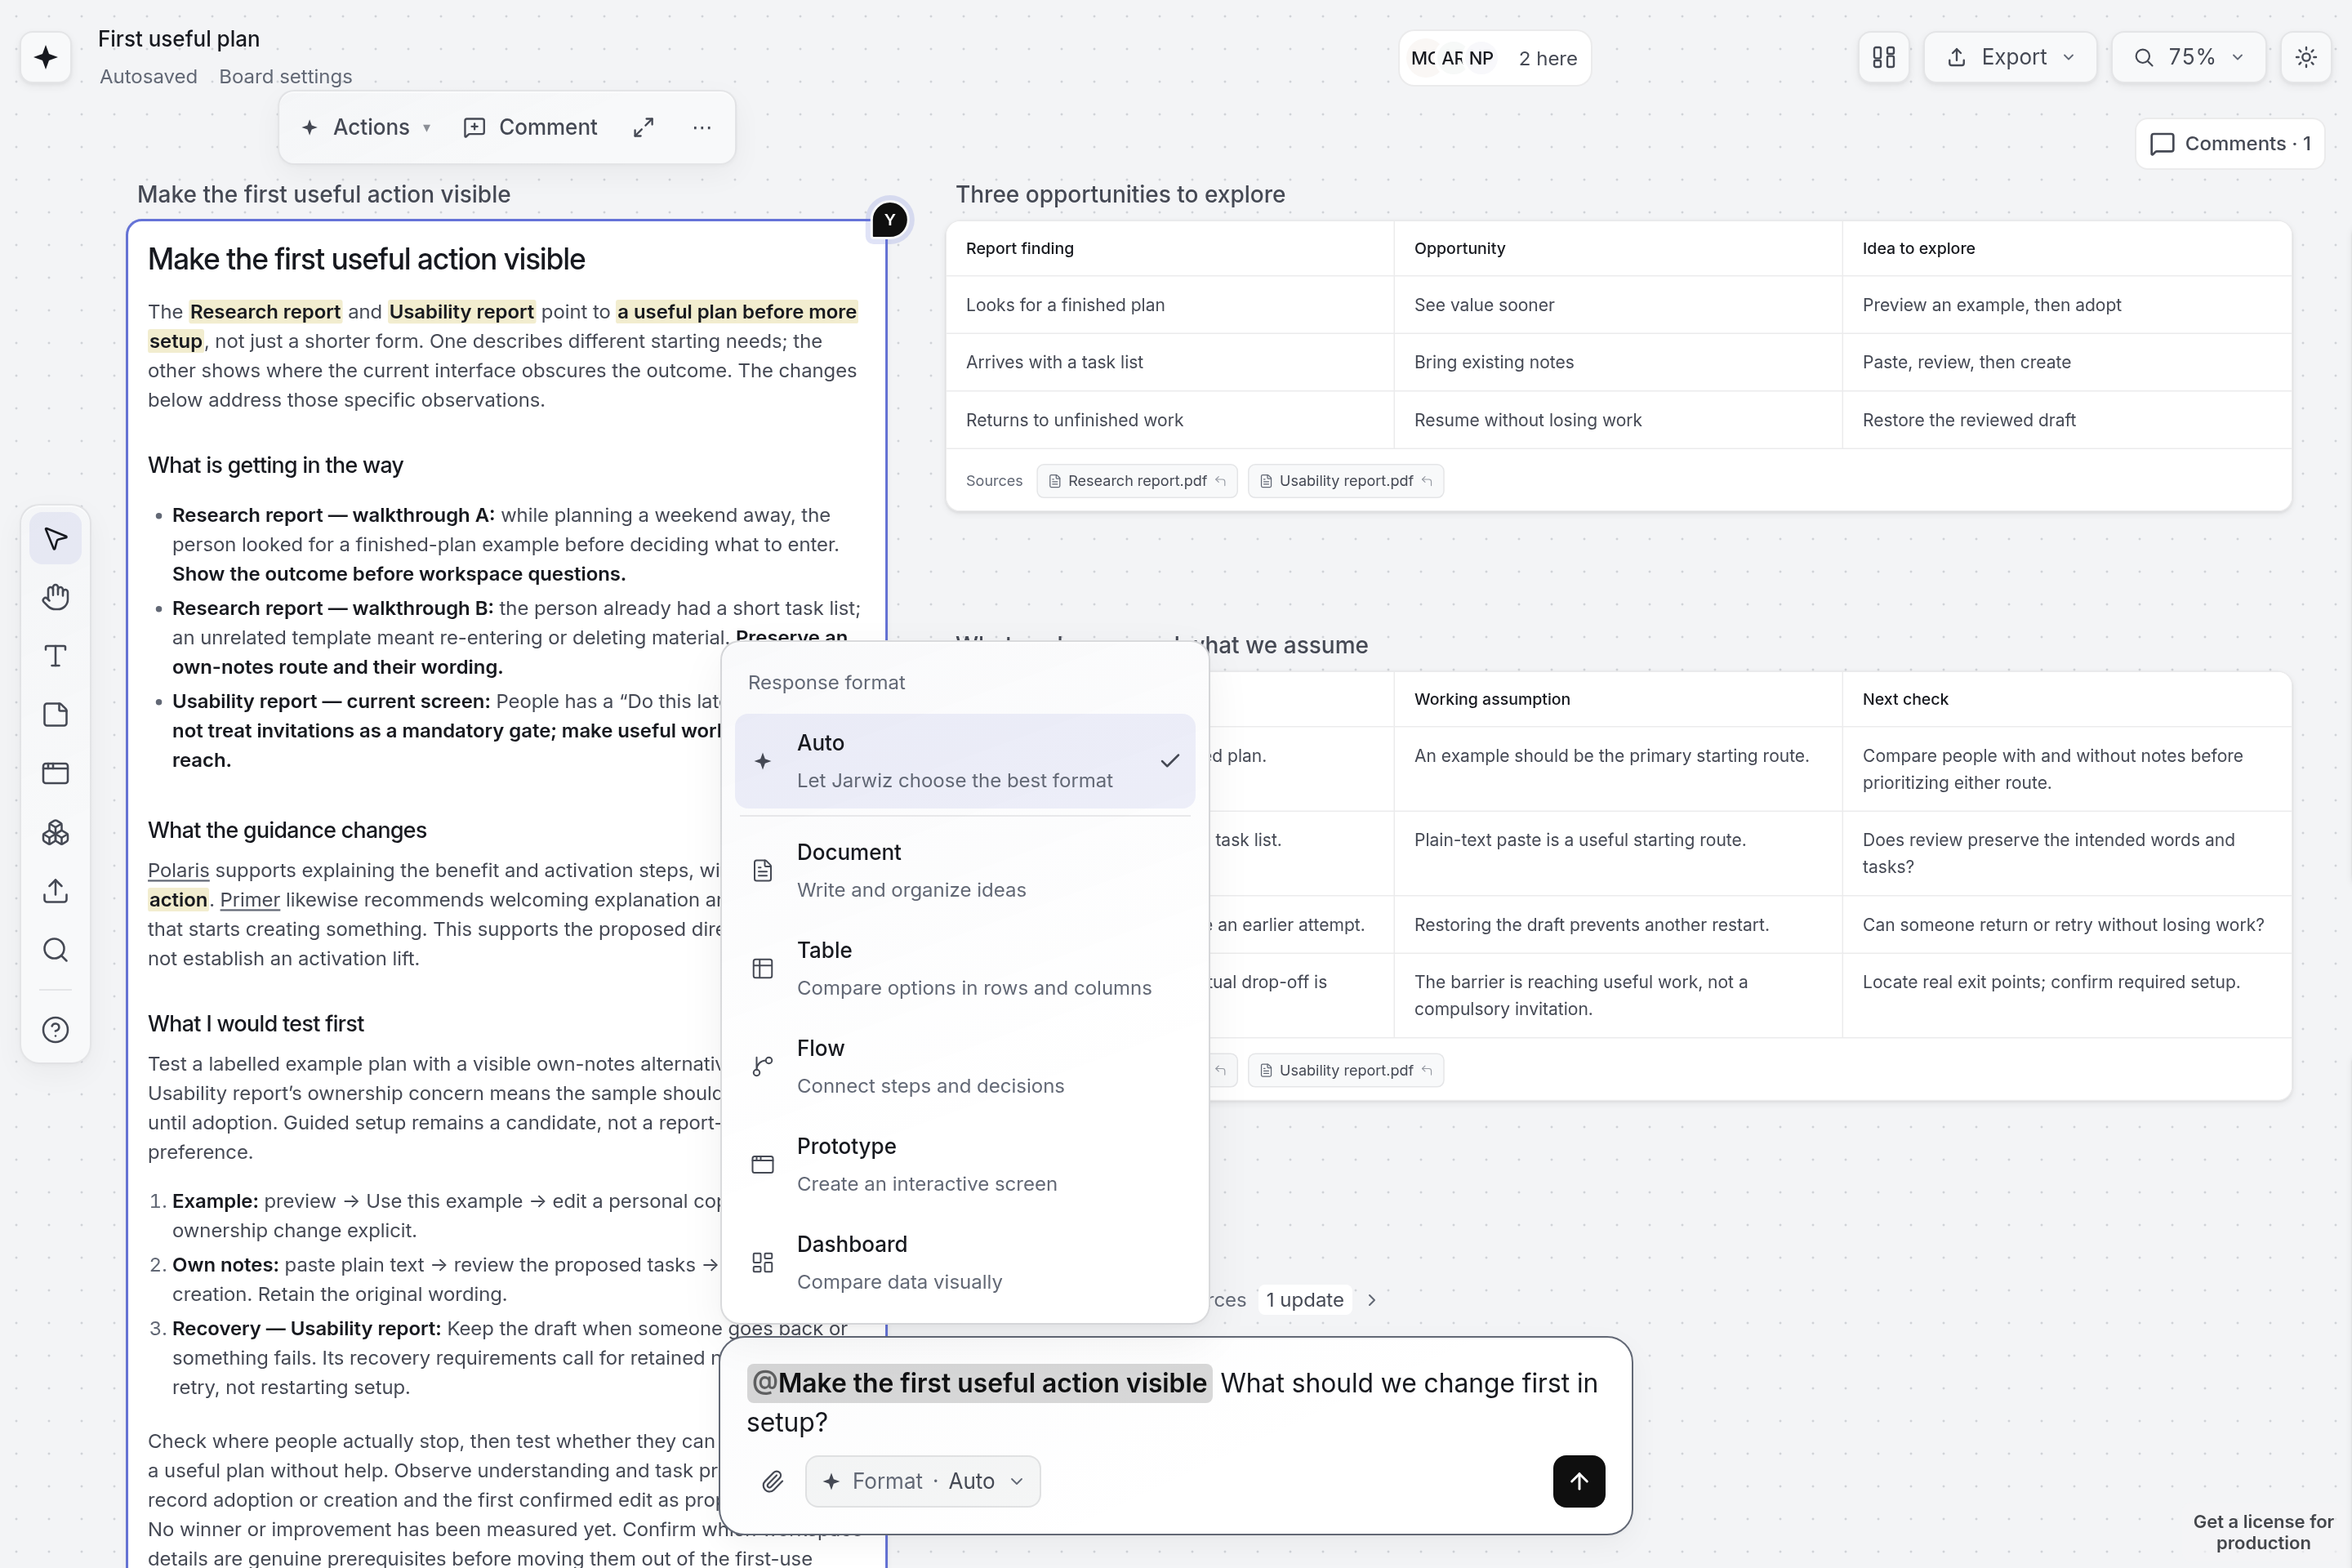 First useful plan
Autosaved Board settings
MC AR NP 2 here
Export
75%
Actions
Comment
Comments · 1
Make the first useful action visible
Y
Make the first useful action visible
The Research report and Usability report point to a useful plan before more
setup, not just a shorter form. One describes different starting needs; the
other shows where the current interface obscures the outcome. The changes
below address those specific observations.
What is getting in the way
• Research report — walkthrough A: while planning a weekend away, the
person looked for a finished-plan example before deciding what to enter.
Show the outcome before workspace questions.
• Research report — walkthrough B: the person already had a short task list;
an unrelated template meant re-entering or deleting material. Preserve an
own-notes route and their wording.
• Usability report — current screen: People has a “Do this
not treat invitations as a mandatory gate; make useful
reach.
What the guidance changes
Polaris supports explaining the benefit and activation steps,
action. Primer likewise recommends welcoming explanation
that starts creating something. This supports the proposed
not establish an activation lift.
What I would test first
Test a labelled example plan with a visible own-notes
Usability report’s ownership concern means the sample should
until adoption. Guided setup remains a candidate, not a report-
preference.
1. Example: preview → Use this example → edit a personal
ownership change explicit.
2. Own notes: paste plain text → review the proposed tasks →
creation. Retain the original wording.
3. Recovery — Usability report: Keep the draft when someone goes back or
something fails. Its recovery requirements call for retained
retry, not restarting setup.
Check where people actually stop, then test whether they can
a useful plan without help. Observe understanding and task
record adoption or creation and the first confirmed edit as
No winner or improvement has been measured yet. Confirm which workspace
details are genuine prerequisites before moving them out of the first-use
Three opportunities to explore
Report finding Opportunity Idea to explore
Looks for a finished plan See value sooner Preview an example, then adopt
Arrives with a task list Bring existing notes Paste, review, then create
Returns to unfinished work Resume without losing work Restore the reviewed draft
Sources Research report.pdf Usability report.pdf
what we assume
Working assumption Next check
plan. An example should be the primary starting route. Compare people with and without notes before
prioritizing either route.
task list. Plain-text paste is a useful starting route. Does review preserve the intended words and
tasks?
an earlier attempt. Restoring the draft prevents another restart. Can someone return or retry without losing work?
drop-off is The barrier is reaching useful work, not a Locate real exit points; confirm required setup.
compulsory invitation.
Usability report.pdf
Response format
Auto
Let Jarwiz choose the best format
Document
Write and organize ideas
Table
Compare options in rows and columns
Flow
Connect steps and decisions
Prototype
Create an interactive screen
Dashboard
Compare data visually
1 update
@Make the first useful action visible What should we change first in
setup?
Format · Auto
Get a license for
production